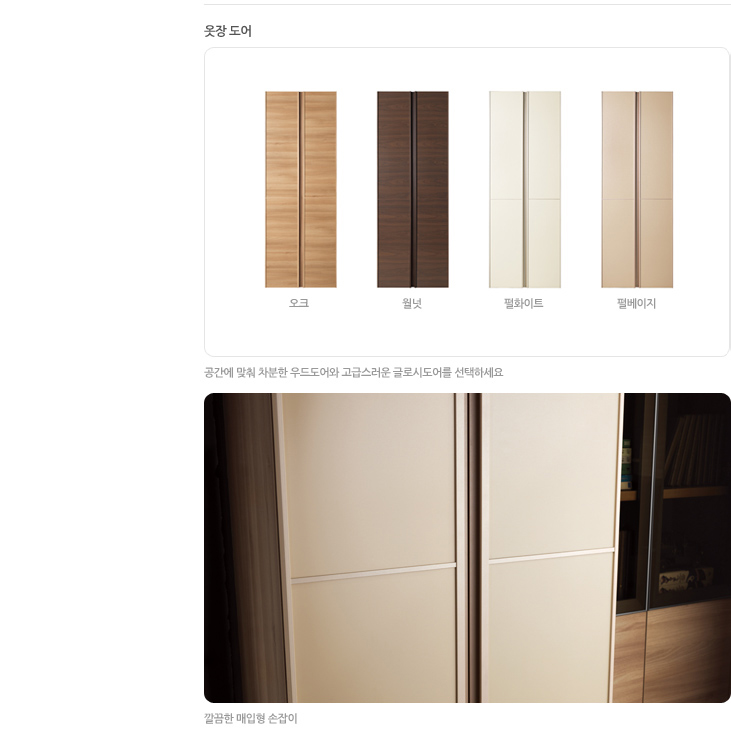 옷장 도어
오크
월넛
펄화이트
펄베이지
공간에 맞춰 차분한 우드도어와 고급스러운 글로시도어를 선택하세요
깔끔한 매입형 손잡이